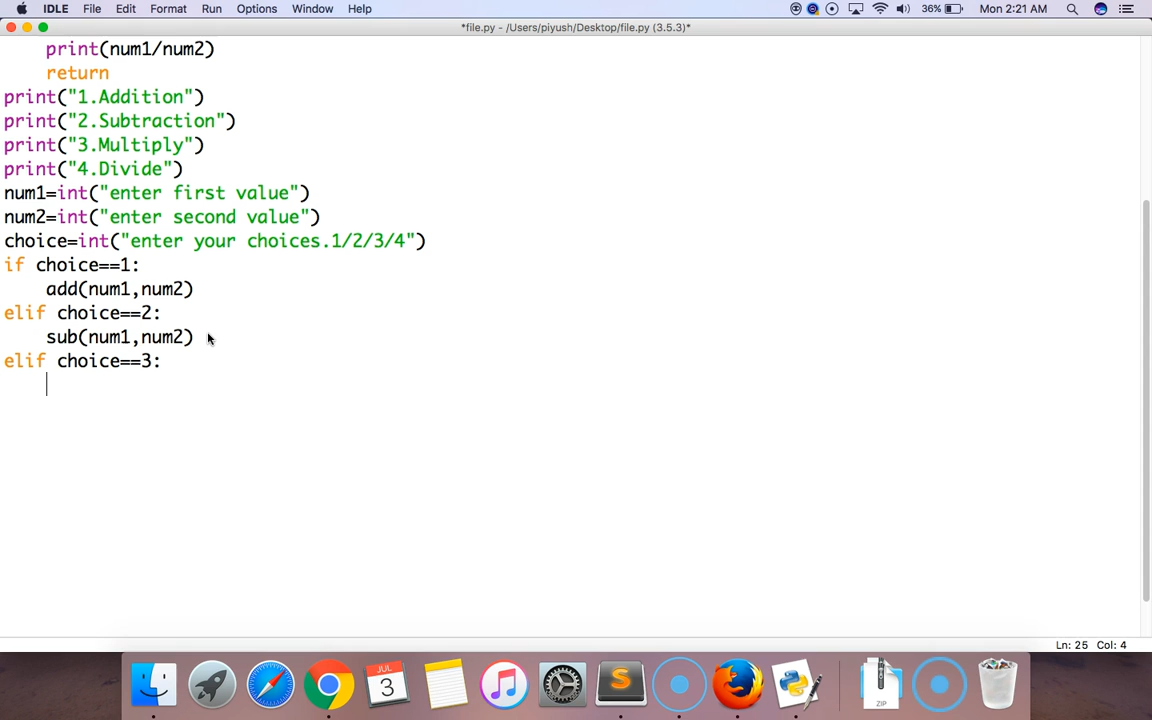 IDLE File Edit Format Run Options Window Help 36% Mon 2:21 AM
*file.py - /Users/piyush/Desktop/file.py (3.5.3)*
    print(num1/num2)
    return
print("1.Addition")
print("2.Subtraction")
print("3.Multiply")
print("4.Divide")
num1=int("enter first value")
num2=int("enter second value")
choice=int("enter your choices.1/2/3/4")
if choice==1:
    add(num1,num2)
elif choice==2:
    sub(num1,num2)
elif choice==3:
Ln: 25 Col: 4
JUL
3
ZIP